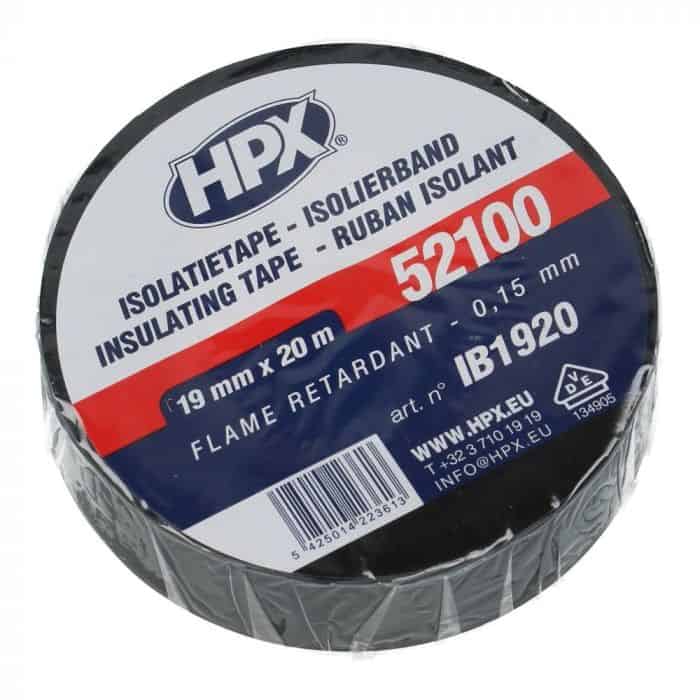 HPX®
ISOLATIETAPE - ISOLIERBAND
INSULATING TAPE - RUBAN ISOLANT
52100
19 mm x 20 m
FLAME RETARDANT - 0,15 mm
art. n° IB1920
WWW.HPX.EU
T +32 3 710 19 19
INFO@HPX.EU
VDE
134905
5 425014 223613